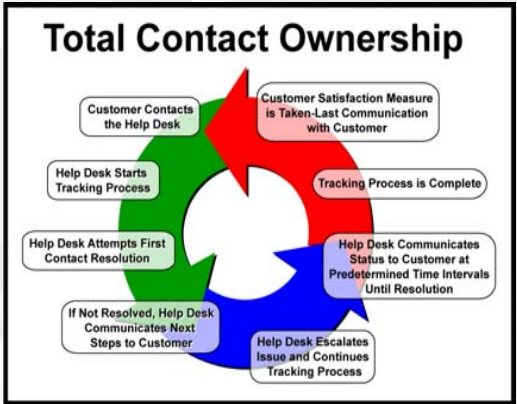 Total Contact Ownership
Customer Contacts
the Help Desk
Help Desk Starts
Tracking Process
Help Desk Attempts First
Contact Resolution
If Not Resolved, Help Desk
Communicates Next
Steps to Customer
Help Desk Escalates
Issue and Continues
Tracking Process
Help Desk Communicates
Status to Customer at
Predetermined Time Intervals
Until Resolution
Tracking Process is Complete
Customer Satisfaction Measure
is Taken-Last Communication
with Customer